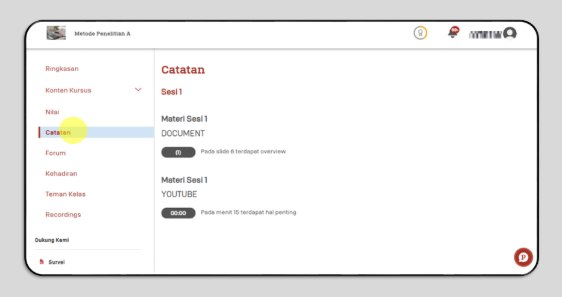 Metode Penelitian A
Ringkasan
Konten Kursus
Nilai
Catatan
Forum
Kehadiran
Teman Kelas
Recordings
Dukung Kami
Survei
Catatan
Sesi 1
Materi Sesi 1
DOCUMENT
(1) Pada slide 6 terdapat overview
Materi Sesi 1
YOUTUBE
00:00 Pada menit 15 terdapat hal penting